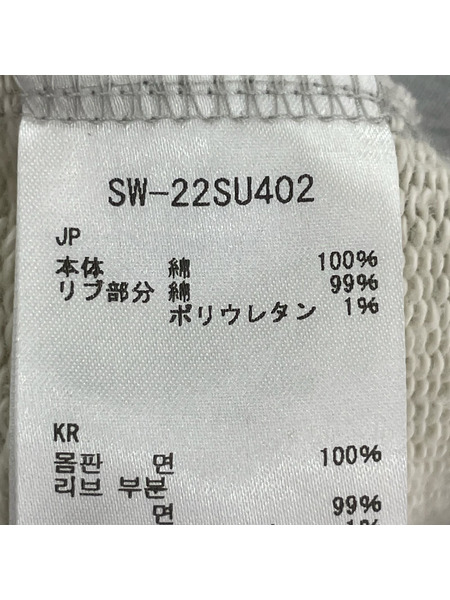 SW-22SU402
JP
本体 綿 100%
リブ部分 綿 99%
ポリウレタン 1%
KR
몸판 면 100%
리브 부분
면 99%
1%